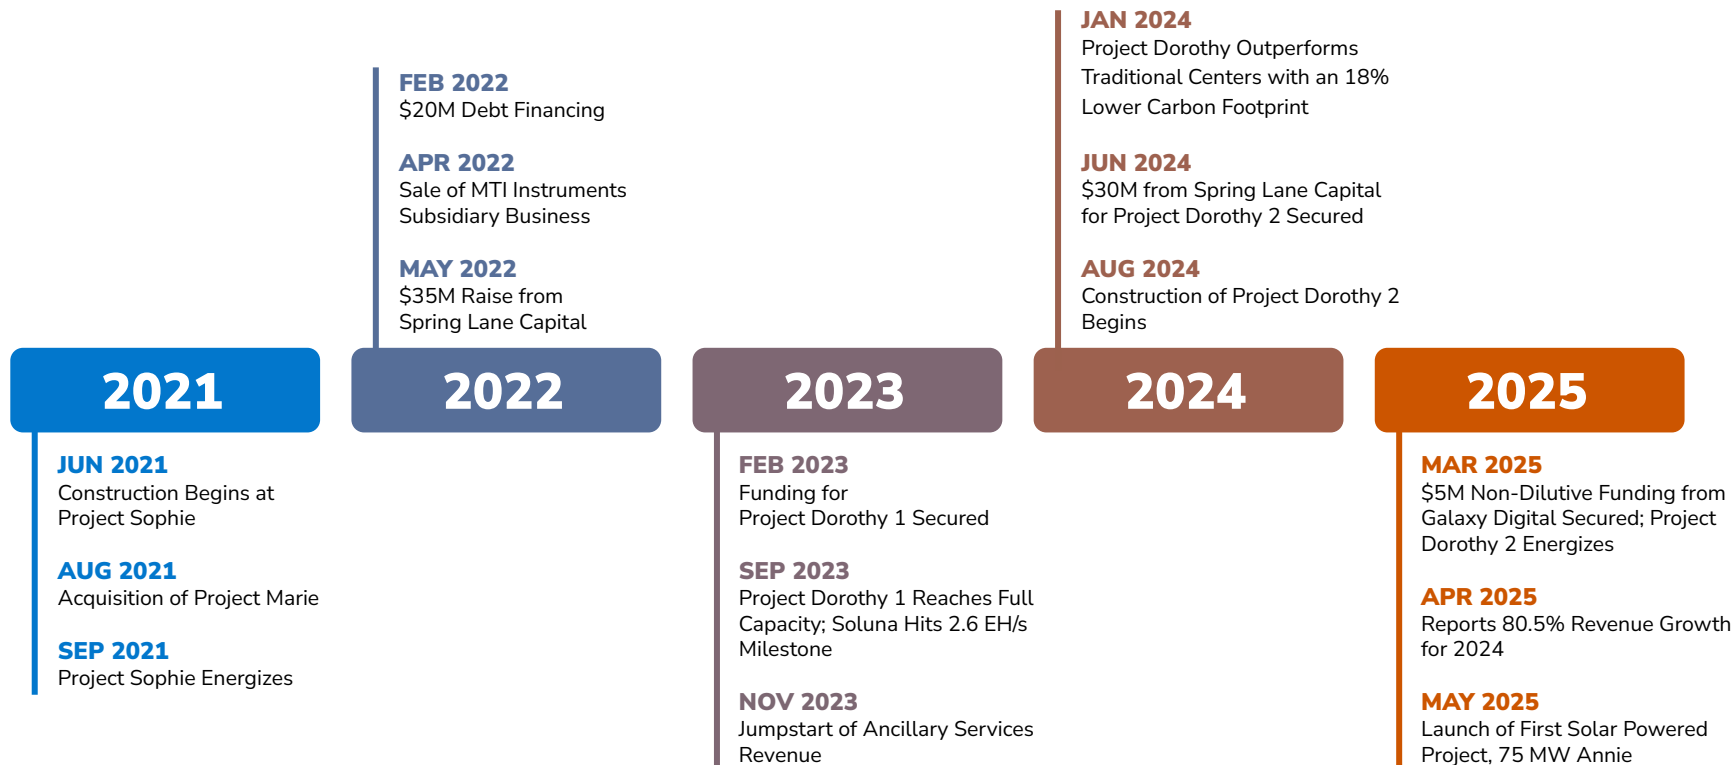 JAN 2024
Project Dorothy Outperforms
Traditional Centers with an 18%
Lower Carbon Footprint
FEB 2022
$20M Debt Financing
APR 2022
Sale of MTI Instruments
Subsidiary Business
JUN 2024
$30M from Spring Lane Capital
for Project Dorothy 2 Secured
MAY 2022
$35M Raise from
Spring Lane Capital
AUG 2024
Construction of Project Dorothy 2
Begins
2021
2022
2023
2024
2025
JUN 2021
Construction Begins at
Project Sophie
AUG 2021
Acquisition of Project Marie
SEP 2021
Project Sophie Energizes
FEB 2023
Funding for
Project Dorothy 1 Secured
SEP 2023
Project Dorothy 1 Reaches Full
Capacity; Soluna Hits 2.6 EH/s
Milestone
NOV 2023
Jumpstart of Ancillary Services
Revenue
MAR 2025
$5M Non-Dilutive Funding from
Galaxy Digital Secured; Project
Dorothy 2 Energizes
APR 2025
Reports 80.5% Revenue Growth
for 2024
MAY 2025
Launch of First Solar Powered
Project, 75 MW Annie